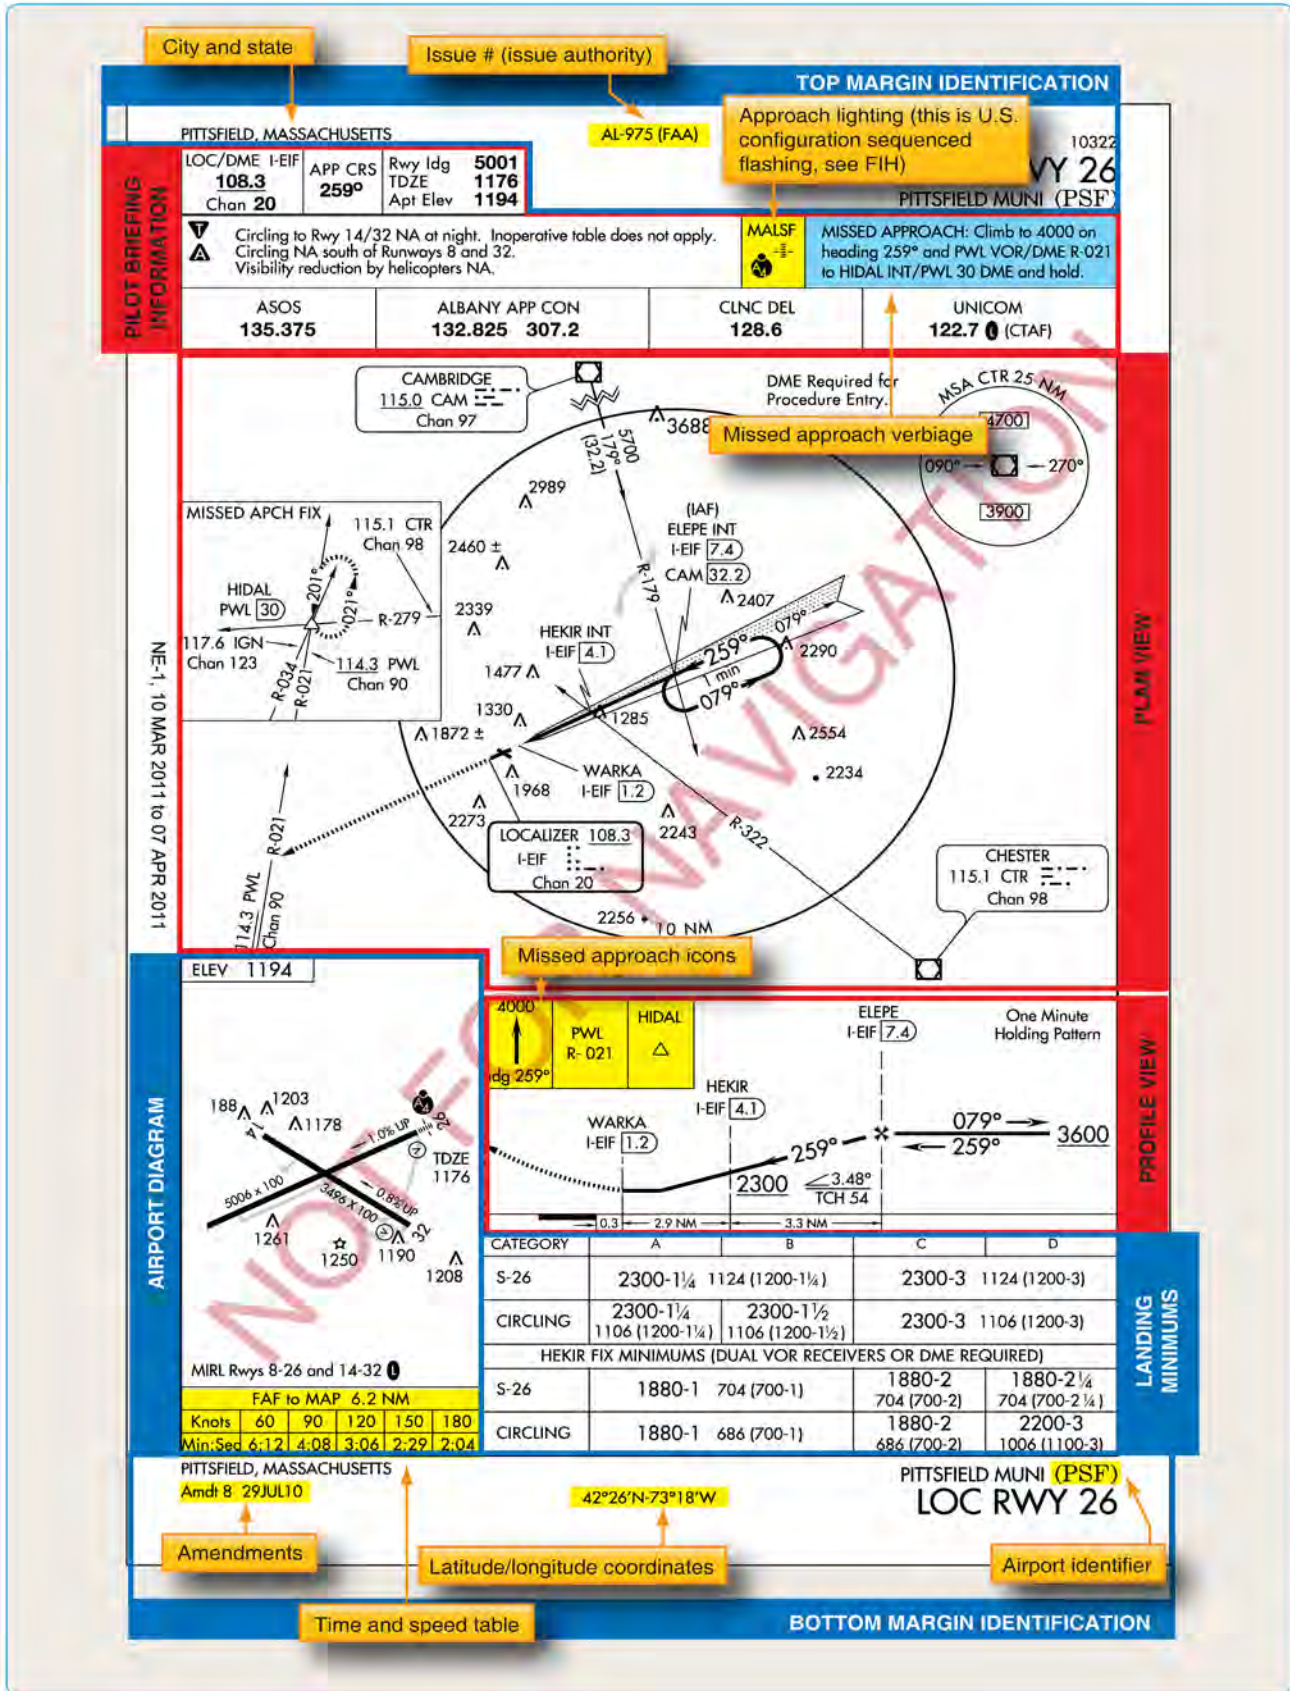 City and state
Issue # (issue authority)
TOP MARGIN IDENTIFICATION
Approach lighting (this is U.S.
configuration sequenced
flashing, see FIH)
PITTSFIELD, MASSACHUSETTS
AL-975 (FAA)
10322
WY 26
PITTSFIELD MUNI (PSF)
PILOT BRIEFING
INFORMATION
LOC/DME I-EIF
108.3
Chan 20
APP CRS
259°
Rwy ldg 5001
TDZE 1176
Apt Elev 1194
T
A
Circling to Rwy 14/32 NA at night. Inoperative table does not apply.
Circling NA south of Runways 8 and 32.
Visibility reduction by helicopters NA.
MALSF
A4
MISSED APPROACH: Climb to 4000 on
heading 259° and PWL VOR/DME R-021
to HIDAL INT/PWL 30 DME and hold.
ASOS
135.375
ALBANY APP CON
132.825 307.2
CLNC DEL
128.6
UNICOM
122.7 L (CTAF)
CAMBRIDGE
115.0 CAM
Chan 97
DME Required for
Procedure Entry.
MSA CTR 25 NM
4700
090°
270°
3900
Missed approach verbiage
3688
5700
179°
(32.2)
2989
MISSED APCH FIX
115.1 CTR
Chan 98
HIDAL
PWL 30
201°
021°
R-279
117.6 IGN
Chan 123
114.3 PWL
Chan 90
R-034
R-021
2460 ±
2339
(IAF)
ELEPE INT
I-EIF 7.4
CAM 32.2
R-179
2407
HEKIR INT
I-EIF 4.1
259°
079°
2290
1 min
079°
1477
1330
1285
1872 ±
2554
2234
1968
WARKA
I-EIF 1.2
2273
2243
R-322
LOCALIZER 108.3
I-EIF
Chan 20
CHESTER
115.1 CTR
Chan 98
R-021
114.3 PWL
Chan 90
2256
10 NM
NE-1, 10 MAR 2011 to 07 APR 2011
PLAN VIEW
NOT FOR NAVIGATION
Missed approach icons
AIRPORT DIAGRAM
ELEV 1194
188
1203
1178
14
1.0% UP
A4
26
V
TDZE
1176
5006 x 100
3496 X 100
0.8% UP
V
32
1261
1250
1190
1208
MIRL Rwys 8-26 and 14-32 L
FAF to MAP 6.2 NM
Knots 60 90 120 150 180
Min:Sec 6:12 4:08 3:06 2:29 2:04
4000
dg 259°
PWL
R- 021
HIDAL
ELEPE
I-EIF 7.4
One Minute
Holding Pattern
HEKIR
I-EIF 4.1
WARKA
I-EIF 1.2
079°
259°
3600
259°
2300
3.48°
TCH 54
0.3
2.9 NM
3.3 NM
PROFILE VIEW
CATEGORY A B C D
S-26 2300-1¼ 1124 (1200-1¼) 2300-3 1124 (1200-3)
CIRCLING 2300-1¼ 1106 (1200-1¼) 2300-1½ 1106 (1200-1½) 2300-3 1106 (1200-3)
HEKIR FIX MINIMUMS (DUAL VOR RECEIVERS OR DME REQUIRED)
S-26 1880-1 704 (700-1) 1880-2 704 (700-2) 1880-2¼ 704 (700-2¼)
CIRCLING 1880-1 686 (700-1) 1880-2 686 (700-2) 2200-3 1006 (1100-3)
LANDING
MINIMUMS
PITTSFIELD, MASSACHUSETTS
Amdt 8 29JUL10
42°26'N-73°18'W
PITTSFIELD MUNI (PSF)
LOC RWY 26
Amendments
Latitude/longitude coordinates
Airport identifier
Time and speed table
BOTTOM MARGIN IDENTIFICATION